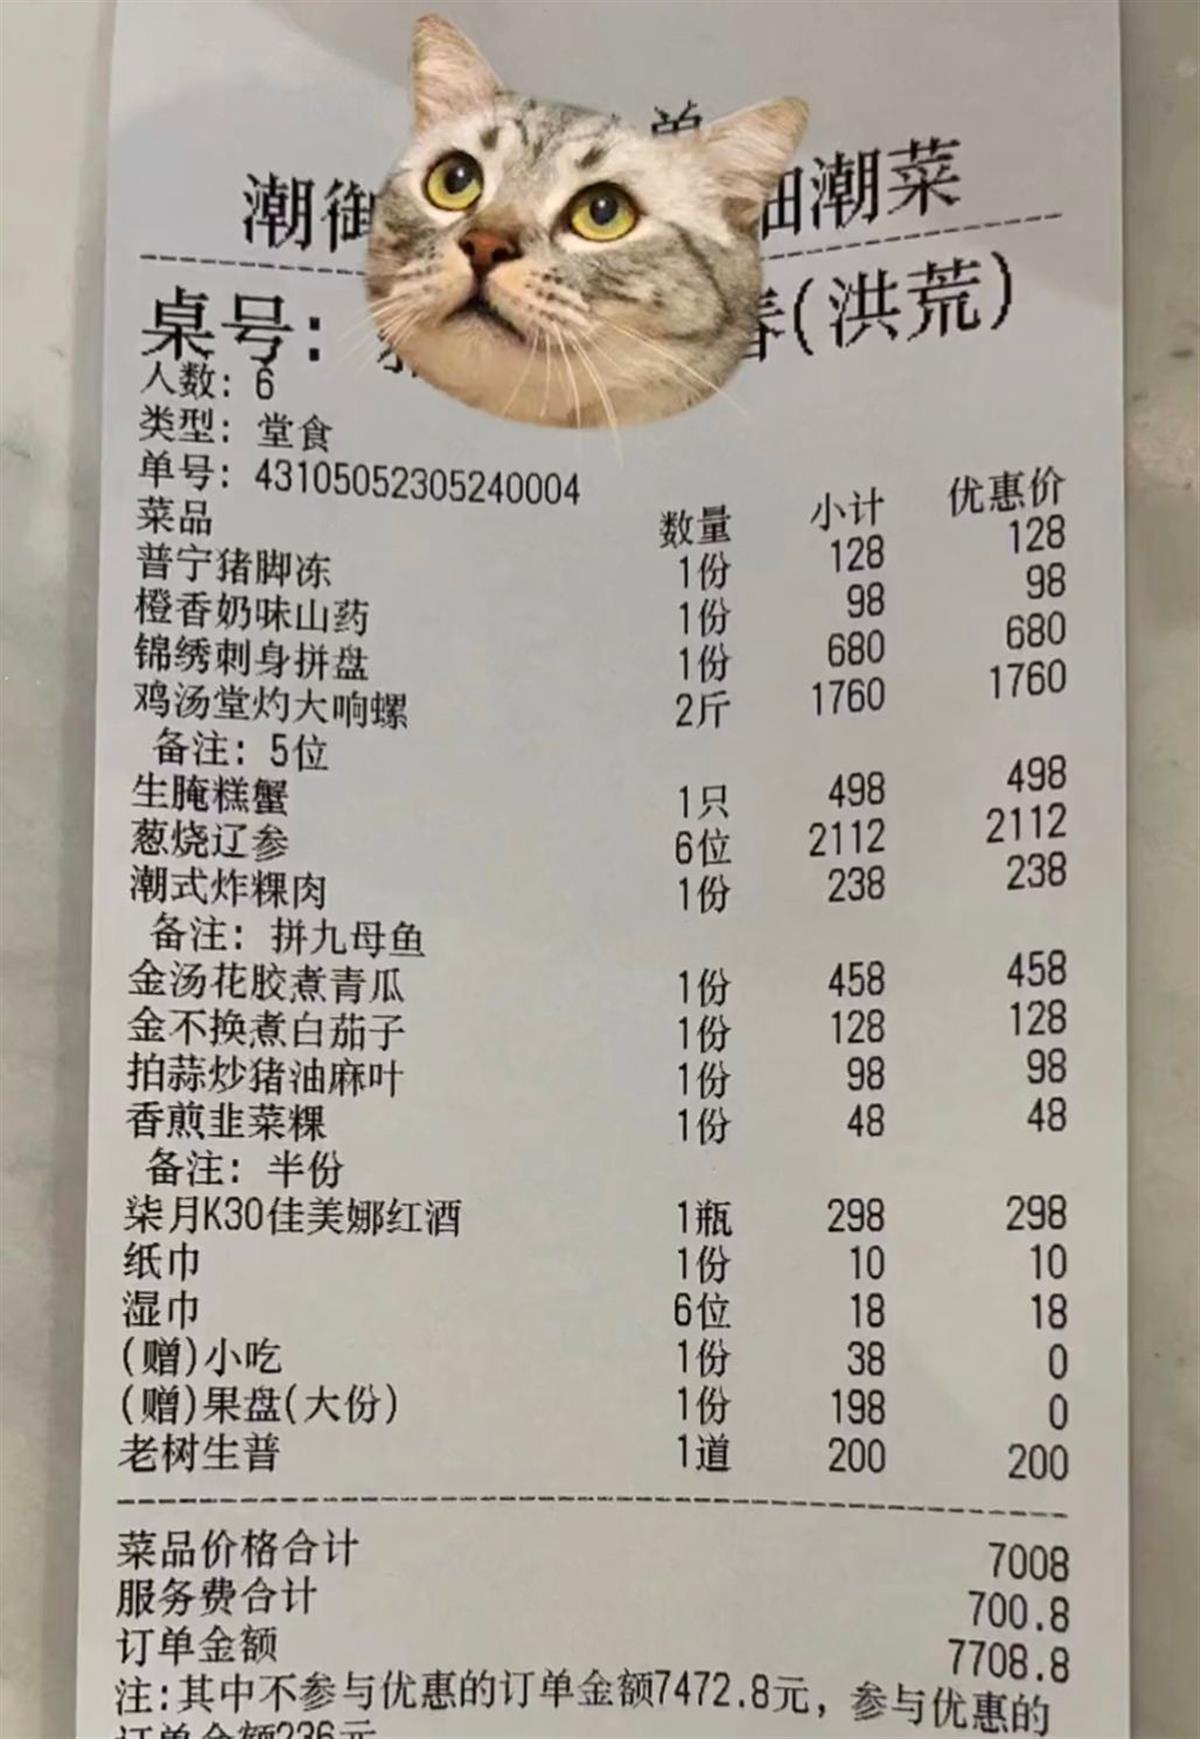 单
潮御 潮菜
桌号: 春(洪荒)
人数: 6
类型: 堂食
单号: 43105052305240004
菜品 数量 小计 优惠价
普宁猪脚冻 1份 128 128
橙香奶味山药 1份 98 98
锦绣刺身拼盘 1份 680 680
鸡汤堂灼大响螺 2斤 1760 1760
备注: 5位
生腌糕蟹 1只 498 498
葱烧辽参 6位 2112 2112
潮式炸粿肉 1份 238 238
备注: 拼九母鱼
金汤花胶煮青瓜 1份 458 458
金不换煮白茄子 1份 128 128
拍蒜炒猪油麻叶 1份 98 98
香煎韭菜粿 1份 48 48
备注: 半份
柒月K30佳美娜红酒 1瓶 298 298
纸巾 1份 10 10
湿巾 6位 18 18
(赠)小吃 1份 38 0
(赠)果盘(大份) 1份 198 0
老树生普 1道 200 200
菜品价格合计 7008
服务费合计 700.8
订单金额 7708.8
注:其中不参与优惠的订单金额7472.8元, 参与优惠的
订单金额236元